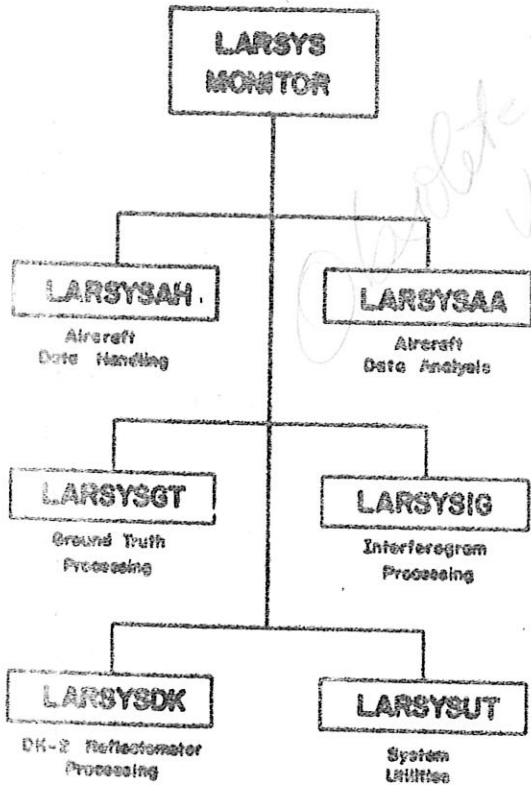 LARSYS
MONITOR
Obsolete
LARSYSAH
LARSYSAA
Aircraft
Data Handling
Aircraft
Data Analysis
LARSYSGT
LARSYSIG
Ground Truth
Processing
Interferogram
Processing
LARSYSDK
LARSYSUT
DK-2 Reflectometer
Processing
System
Utilities